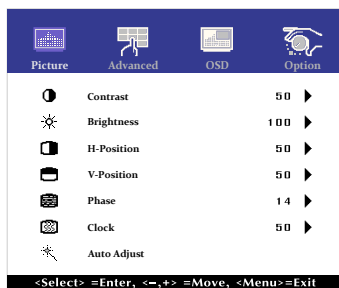 Picture Advanced OSD Option
Contrast 50
Brightness 100
H-Position 50
V-Position 50
Phase 14
Clock 50
Auto Adjust
<Select> =Enter, <−,+> =Move, <Menu>=Exit